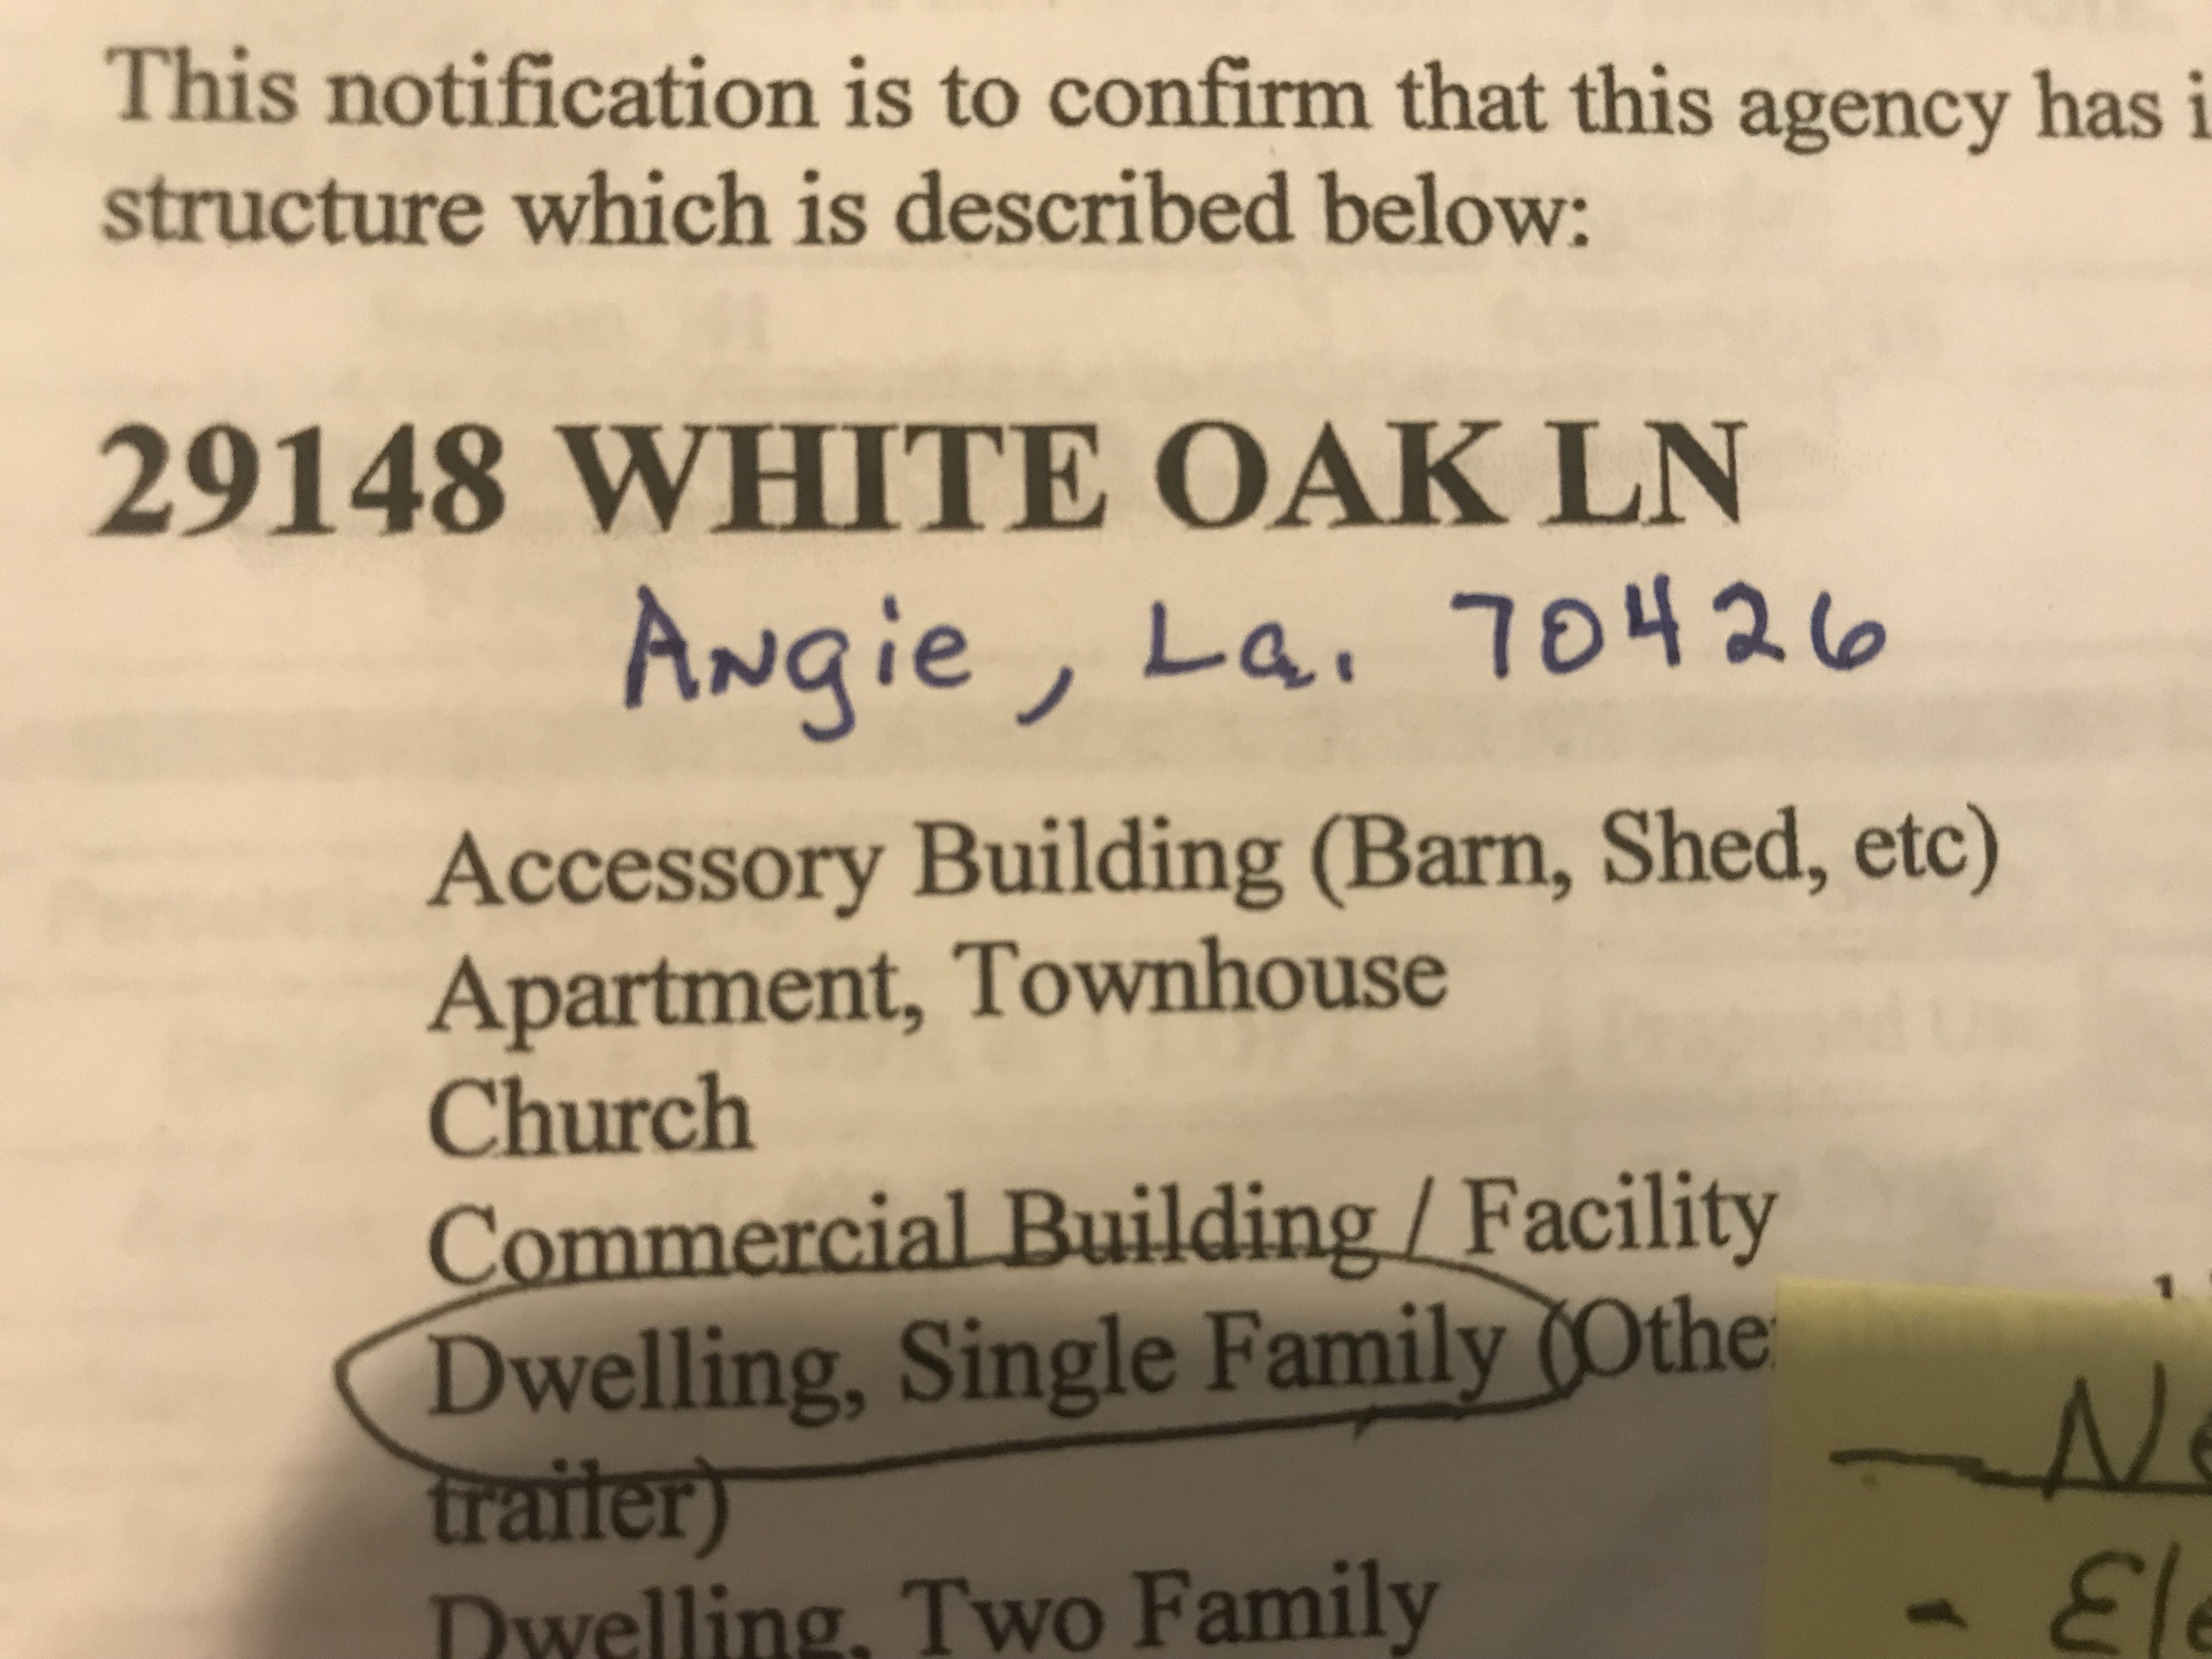 This notification is to confirm that this agency has
structure which is described below:
29148 WHITE OAK LN
Angie, La. 70426
Accessory Building (Barn, Shed, etc)
Apartment, Townhouse
Church
Commercial Building / Facility
Dwelling, Single Family (Othe
trailer)
Dwelling, Two Family